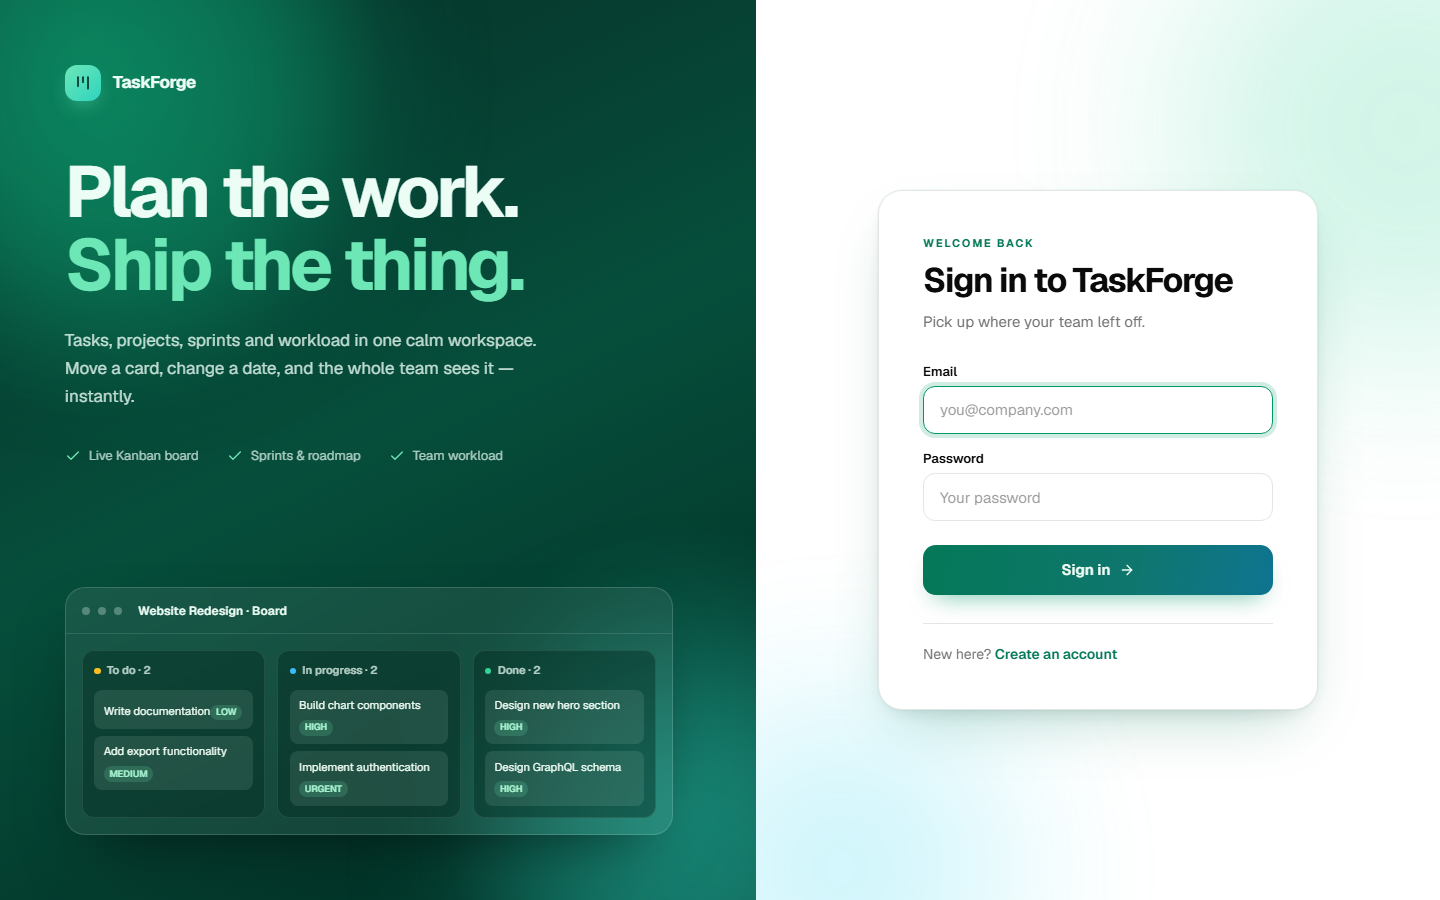 TaskForge
Plan the work.
Ship the thing.
Tasks, projects, sprints and workload in one calm workspace.
Move a card, change a date, and the whole team sees it —
instantly.
Live Kanban board
Sprints & roadmap
Team workload
Website Redesign · Board
To do · 2
Write documentation LOW
Add export functionality
MEDIUM
In progress · 2
Build chart components
HIGH
Implement authentication
URGENT
Done · 2
Design new hero section
HIGH
Design GraphQL schema
HIGH
WELCOME BACK
Sign in to TaskForge
Pick up where your team left off.
Email
you@company.com
Password
Your password
Sign in →
New here? Create an account